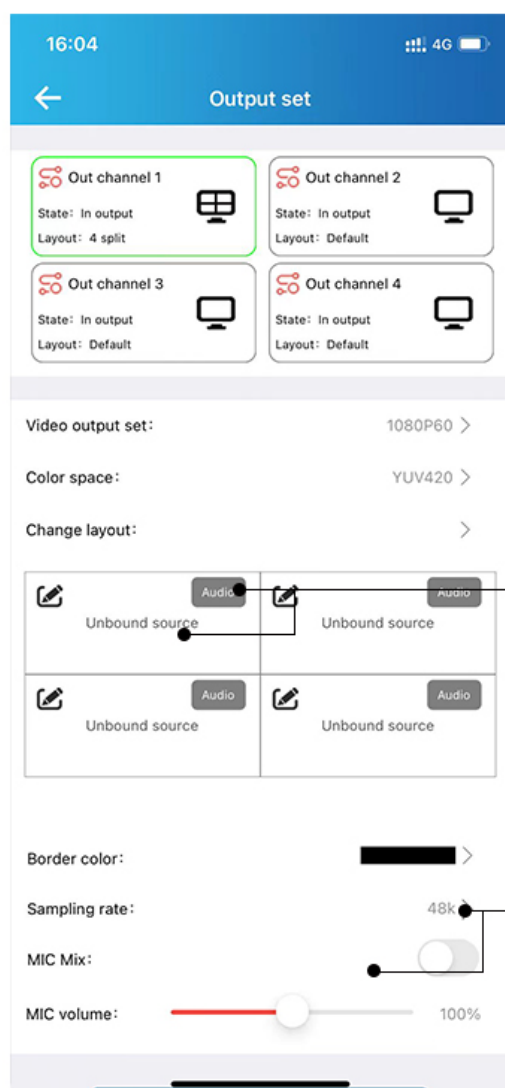 16:04
4G
Output set
Out channel 1
State: In output
Layout: 4 split
Out channel 2
State: In output
Layout: Default
Out channel 3
State: In output
Layout: Default
Out channel 4
State: In output
Layout: Default
Video output set:
1080P60
Color space:
YUV420
Change layout:
Audio
Unbound source
Audio
Unbound source
Audio
Unbound source
Audio
Unbound source
Border color:
Sampling rate:
48k
MIC Mix:
MIC volume:
100%